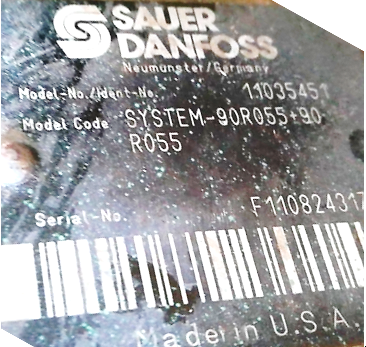 SAUER
DANFOSS
Neumünster/Germany
Model-No./Ident-No. 11035451
Model Code SYSTEM-90R055+90
R055
Serial-No. F110824317
Made in U.S.A.